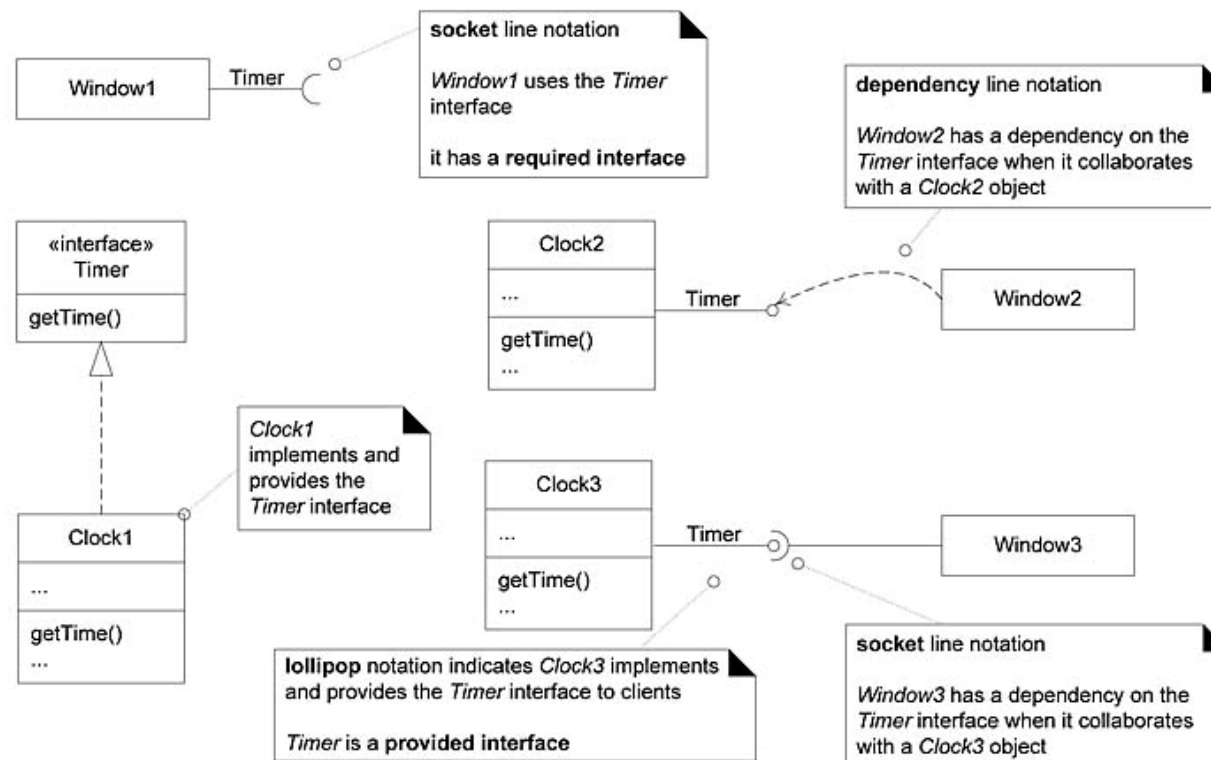 socket line notation
Window1 uses the Timer
interface
it has a required interface
Window1
Timer
dependency line notation
Window2 has a dependency on the
Timer interface when it collaborates
with a Clock2 object
«interface»
Timer
getTime()
Clock2
...
getTime()
...
Timer
Window2
Clock1
implements and
provides the
Timer interface
Clock1
...
getTime()
...
Clock3
...
getTime()
...
Timer
Window3
lollipop notation indicates Clock3 implements
and provides the Timer interface to clients
Timer is a provided interface
socket line notation
Window3 has a dependency on the
Timer interface when it collaborates
with a Clock3 object